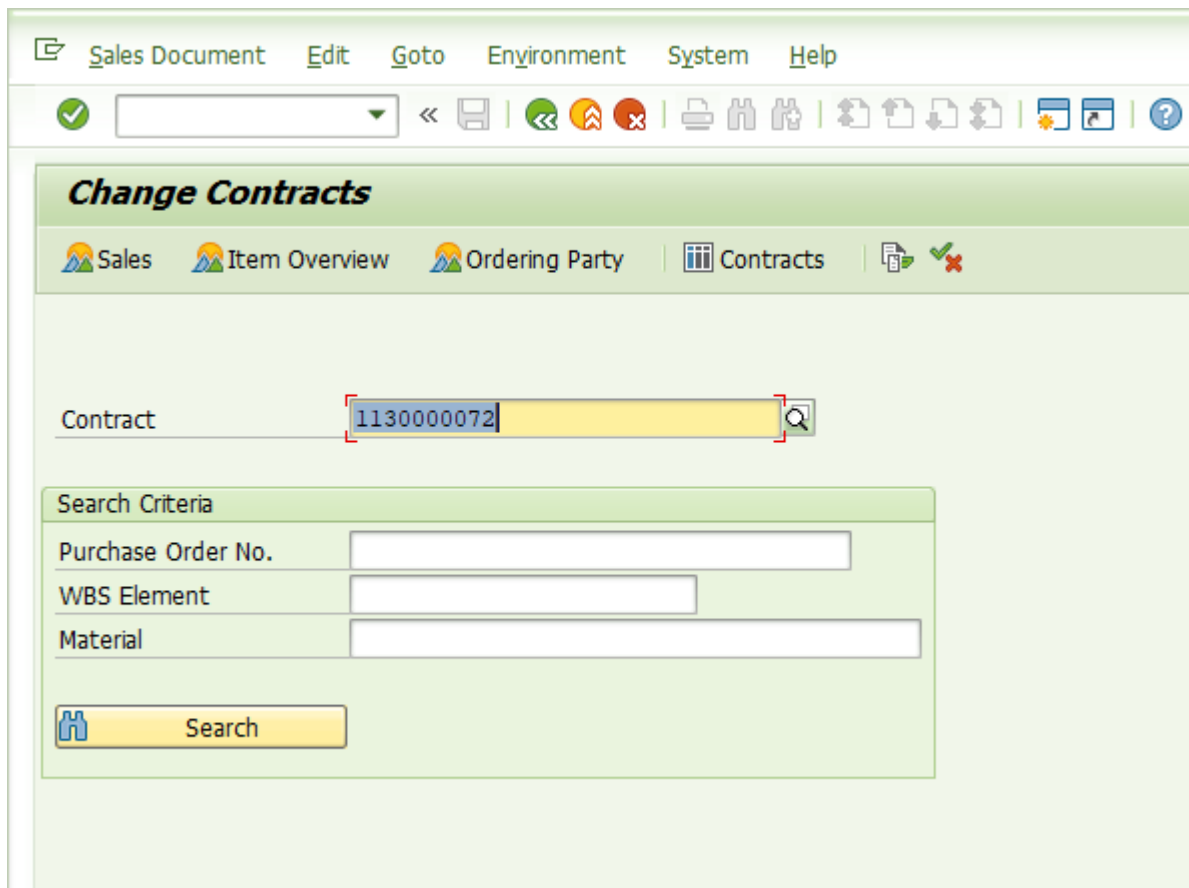 Sales Document Edit Goto Environment System Help
Change Contracts
Sales Item Overview Ordering Party Contracts
Contract 1130000072
Search Criteria
Purchase Order No.
WBS Element
Material
Search